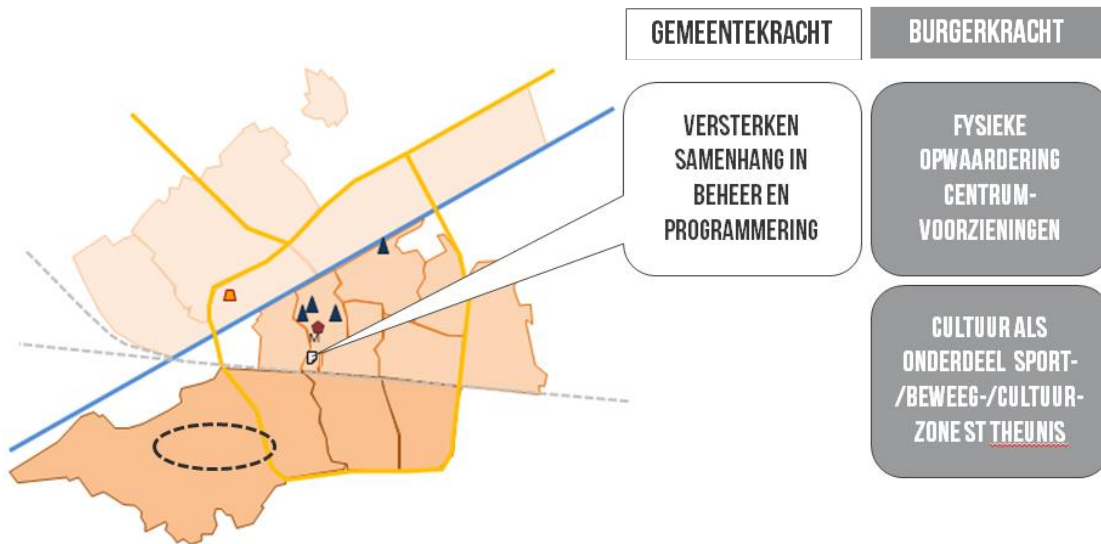 GEMEENTEKRACHT
BURGERKRACHT
VERSTERKEN
SAMENHANG IN
BEHEER EN
PROGRAMMERING
FYSIEKE
OPWAARDERING
CENTRUM-
VOORZIENINGEN
CULTUUR ALS
ONDERDEEL SPORT-
/BEWEEG-/CULTUUR-
ZONE ST THEUNIS
M